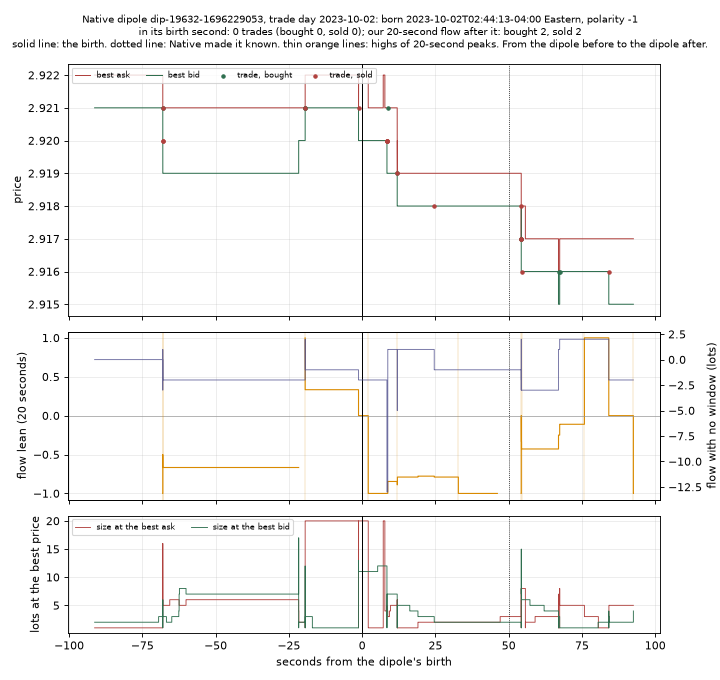 Native dipole dip-19632-1696229053, trade day 2023-10-02: born 2023-10-02T02:44:13-04:00 Eastern, polarity -1
in its birth second: 0 trades (bought 0, sold 0); our 20-second flow after it: bought 2, sold 2
solid line: the birth. dotted line: Native made it known. thin orange lines: highs of 20-second peaks. From the dipole before to the dipole after.
best ask best bid trade, bought trade, sold
2.922
2.921
2.920
2.919
2.918
2.917
2.916
2.915
price
1.0
0.5
0.0
−0.5
−1.0
flow lean (20 seconds)
2.5
0.0
−2.5
−5.0
−7.5
−10.0
−12.5
flow with no window (lots)
size at the best ask size at the best bid
20
15
10
5
lots at the best price
−100 −75 −50 −25 0 25 50 75 100
seconds from the dipole's birth